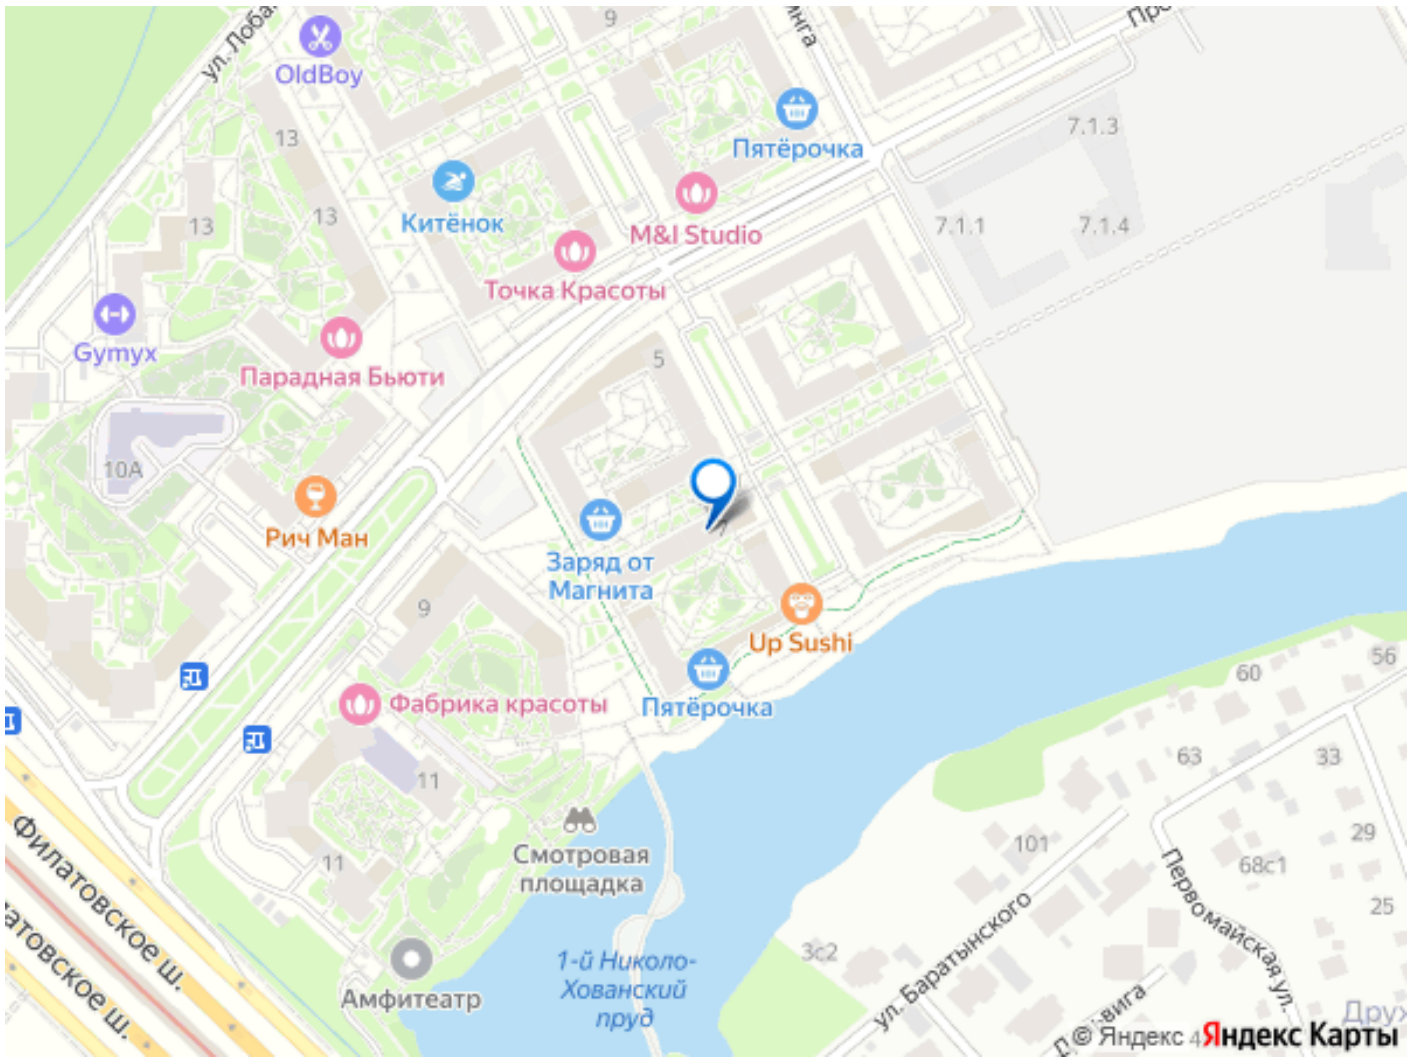 9
OldBoy
13
Пятёрочка
7.1.3
Китёнок
13
13
M&I Studio
7.1.1
7.1.4
Точка Красоты
Gymyx
Парадная Бьюти
5
10А
Рич Ман
Заряд от
Магнита
9
Up Sushi
Пятёрочка
Фабрика красоты
11
11
Смотровая
площадка
Амфитеатр
1-й Николо-
Хованский
пруд
Филатовское ш.
56
60
63
33
101
29
68с1
25
3с2
ул. Баратынского
Первомайская ул.
© Яндекс
Яндекс Карты